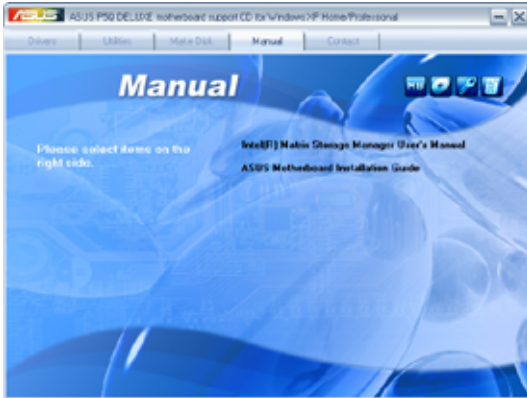 ASUS ASUS P5Q DELUXE motherboard support CD for Windows XP Home/Professional
Drivers Utilities Make Disk Manual Contact
Manual
Please select items on the
right side.
Intel(R) Matrix Storage Manager User's Manual
ASUS Motherboard Installation Guide